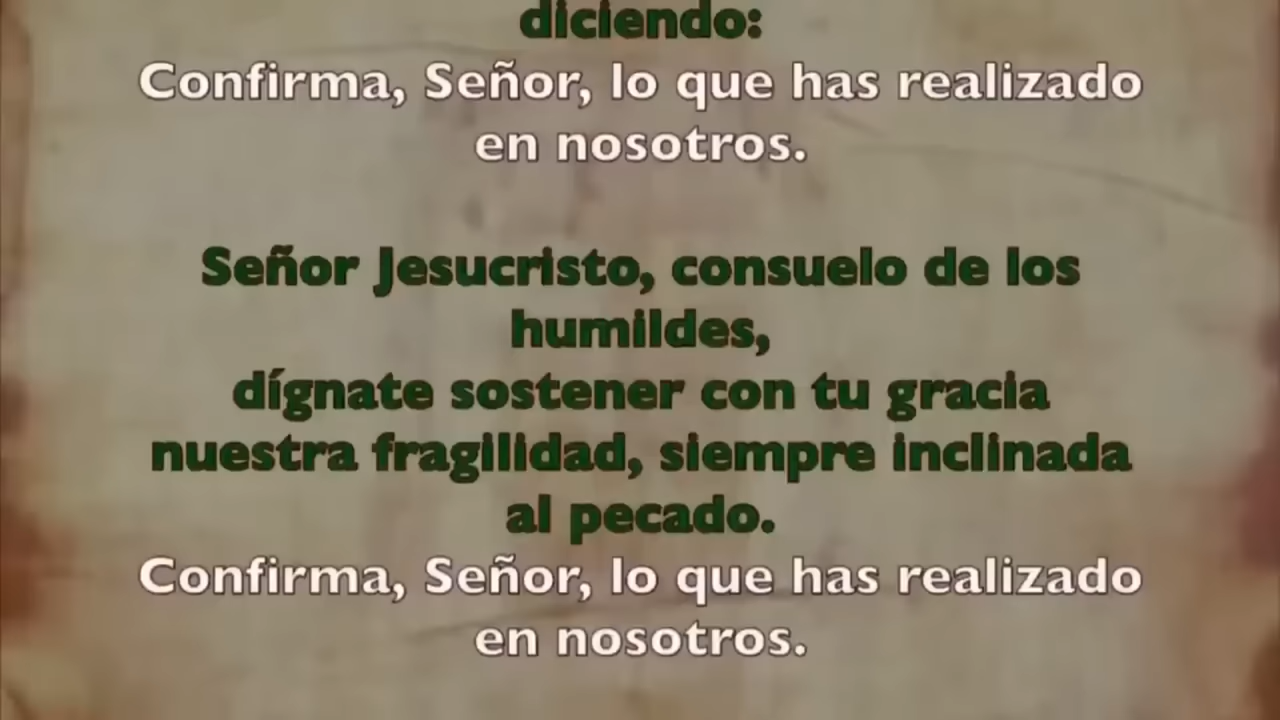 diciendo:
Confirma, Señor, lo que has realizado
en nosotros.
Señor Jesucristo, consuelo de los
humildes,
dígnate sostener con tu gracia
nuestra fragilidad, siempre inclinada
al pecado.
Confirma, Señor, lo que has realizado
en nosotros.